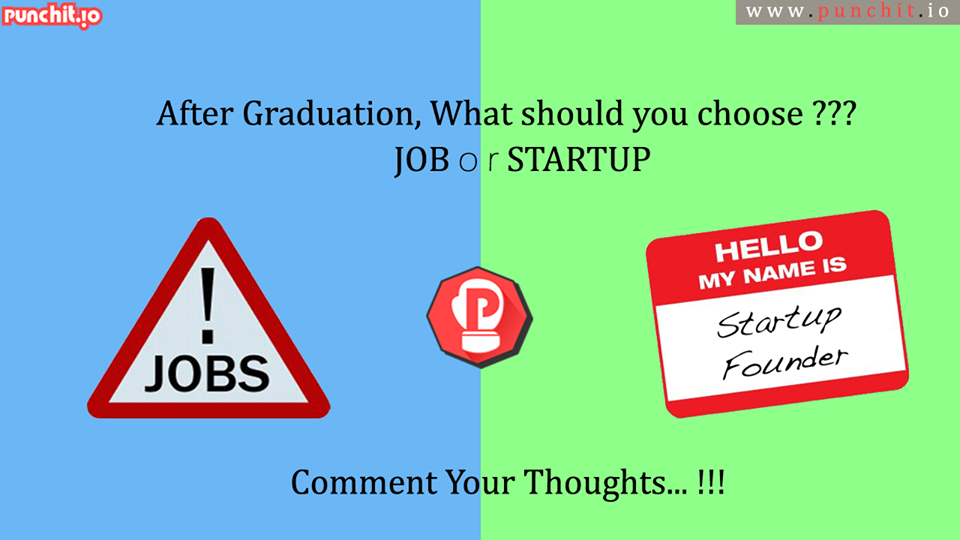 punchit.io
www.punchit.io
After Graduation, What should you choose ???
JOB or STARTUP
!
JOBS
P
HELLO
MY NAME IS
Startup
Founder
Comment Your Thoughts... !!!